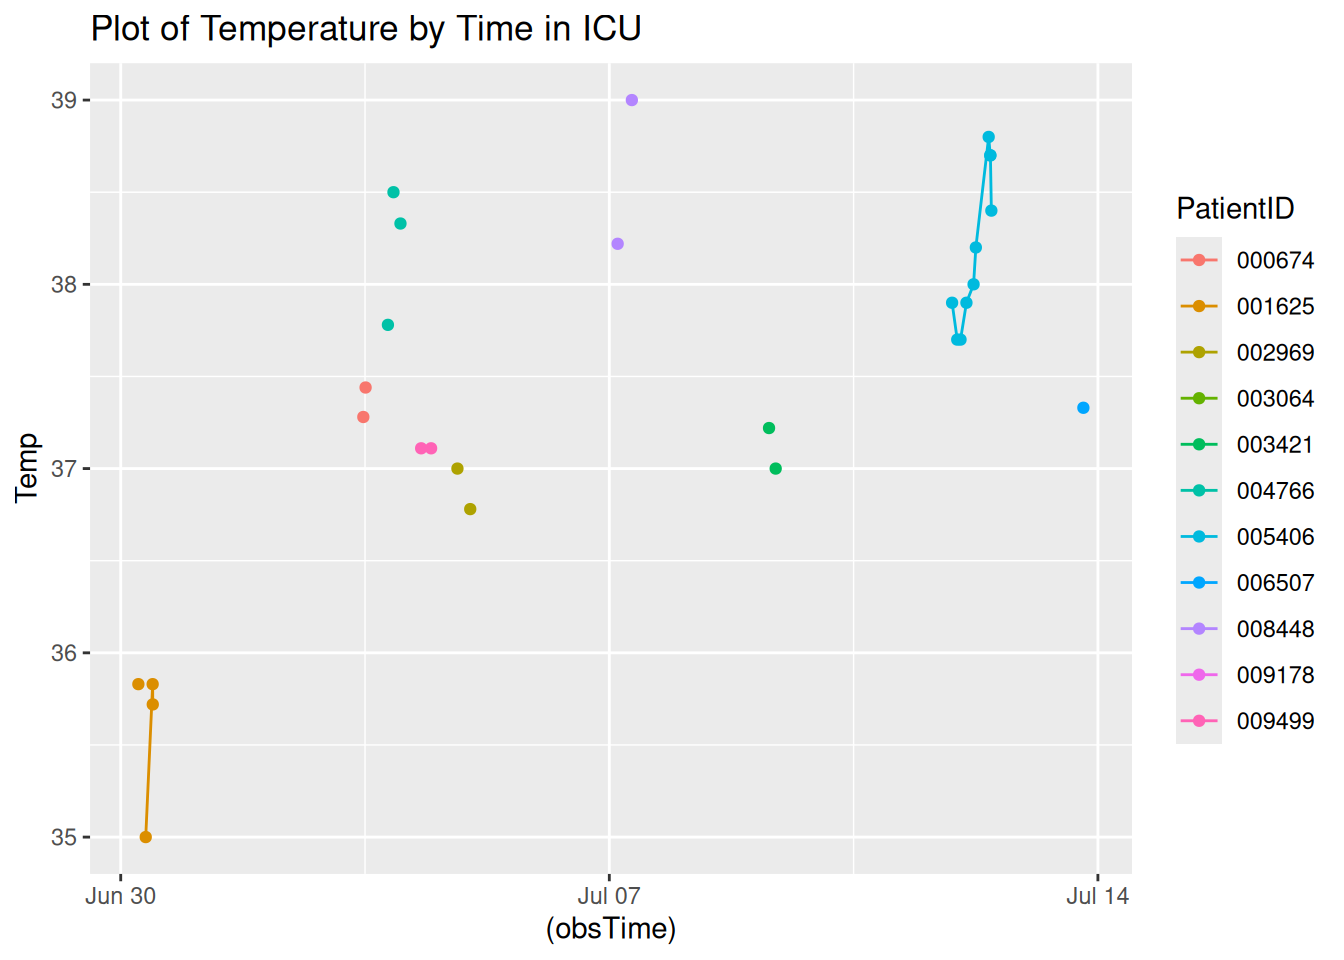 Plot of Temperature by Time in ICU
39
38
37
36
35
Temp
Jun 30
Jul 07
Jul 14
(obsTime)
PatientID
000674
001625
002969
003064
003421
004766
005406
006507
008448
009178
009499